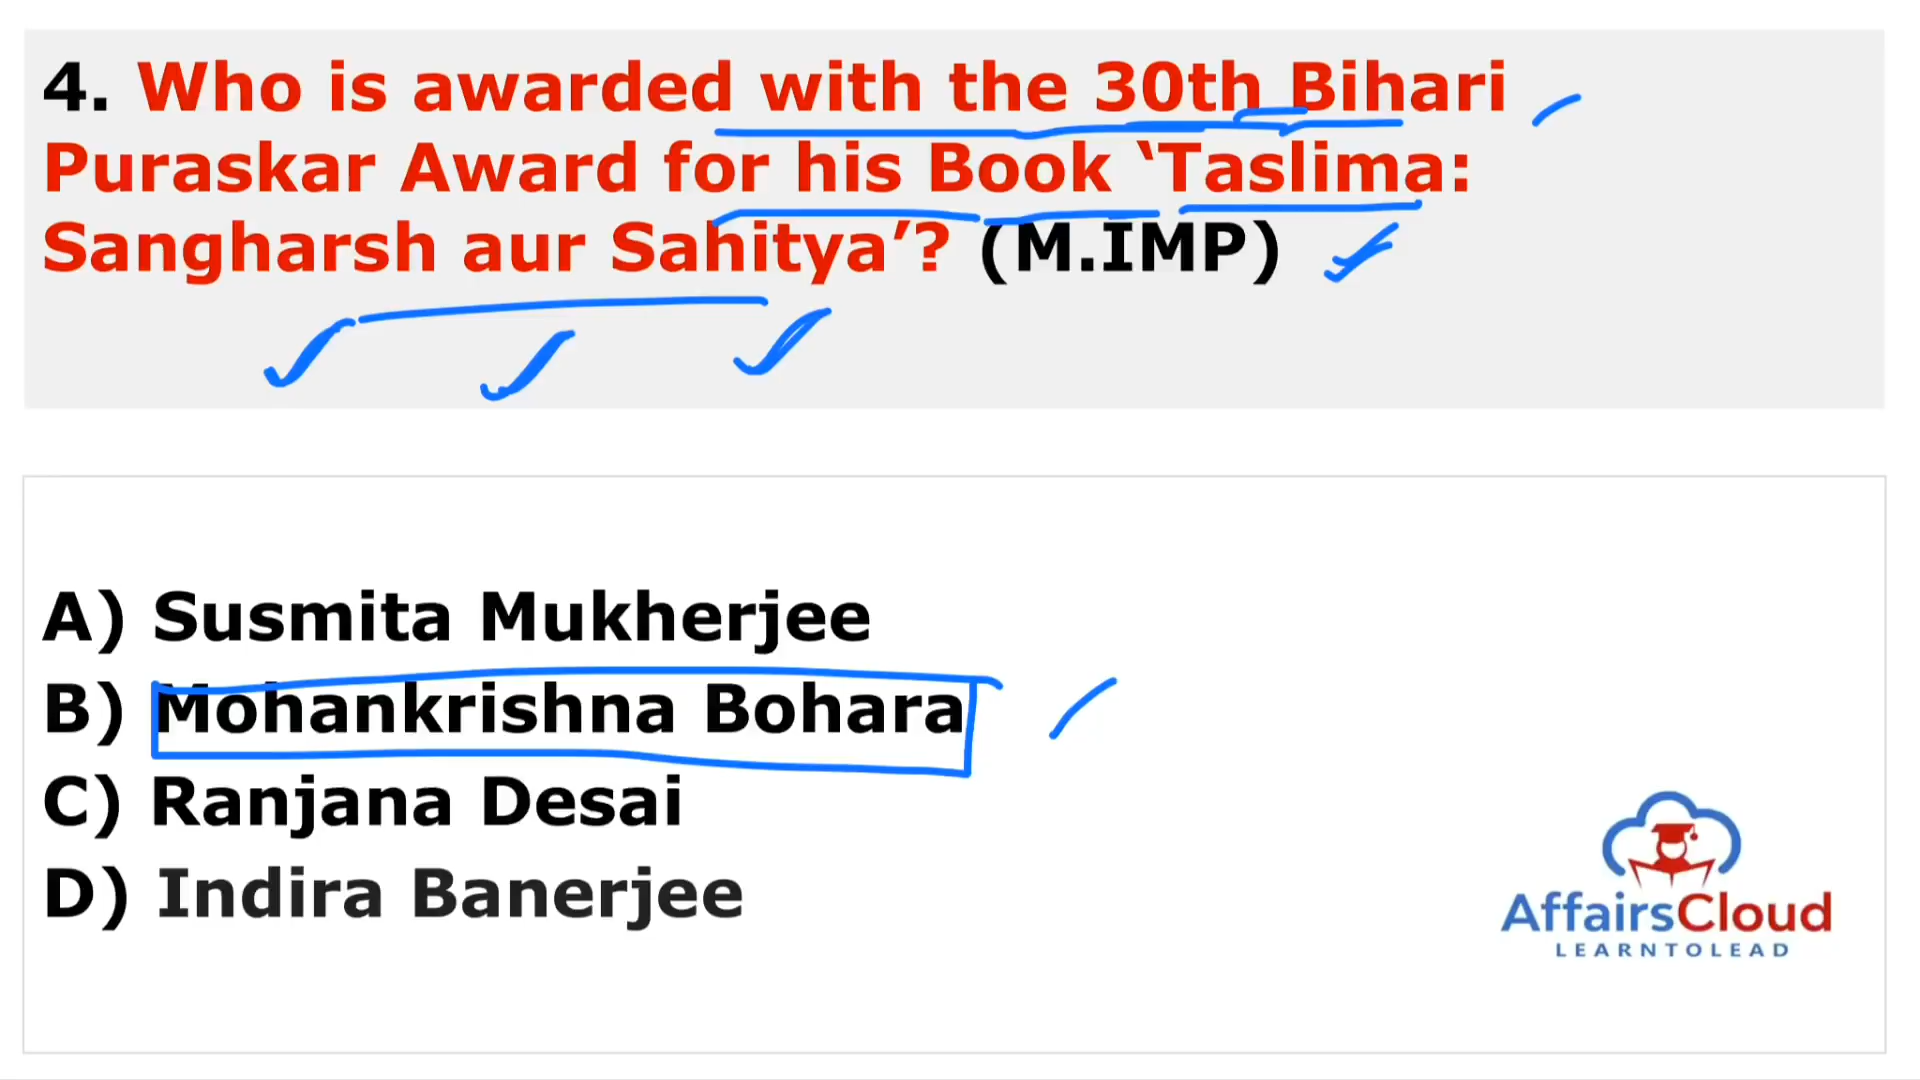 4. Who is awarded with the 30th Bihari
Puraskar Award for his Book ‘Taslima:
Sangharsh aur Sahitya’? (M.IMP)
A) Susmita Mukherjee
B) Mohankrishna Bohara
C) Ranjana Desai
D) Indira Banerjee
AffairsCloud
LEARNTOLEAD